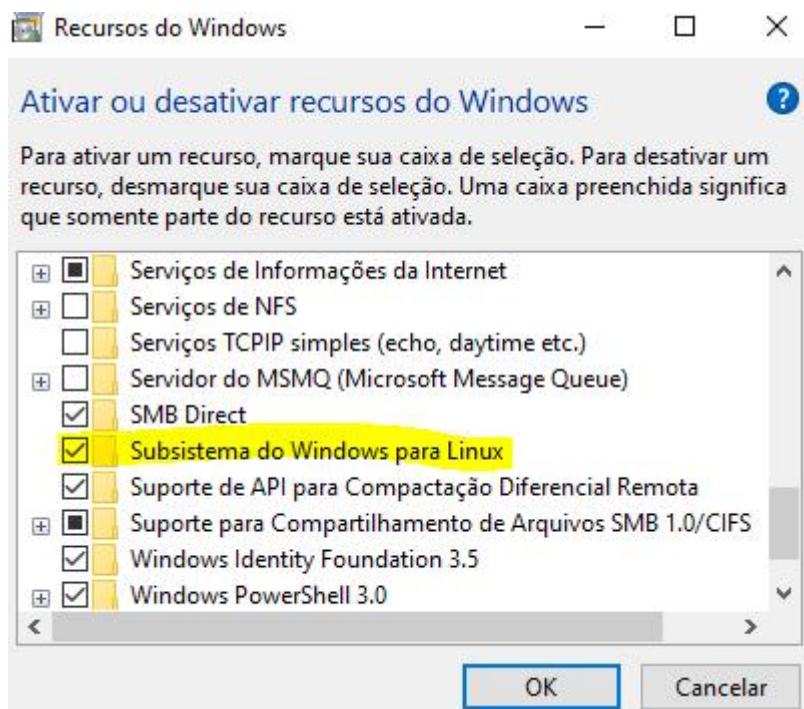 Recursos do Windows
Ativar ou desativar recursos do Windows
?
Para ativar um recurso, marque sua caixa de seleção. Para desativar um
recurso, desmarque sua caixa de seleção. Uma caixa preenchida significa
que somente parte do recurso está ativada.
Serviços de Informações da Internet
Serviços de NFS
Serviços TCPIP simples (echo, daytime etc.)
Servidor do MSMQ (Microsoft Message Queue)
SMB Direct
Subsistema do Windows para Linux
Suporte de API para Compactação Diferencial Remota
Suporte para Compartilhamento de Arquivos SMB 1.0/CIFS
Windows Identity Foundation 3.5
Windows PowerShell 3.0
OK
Cancelar